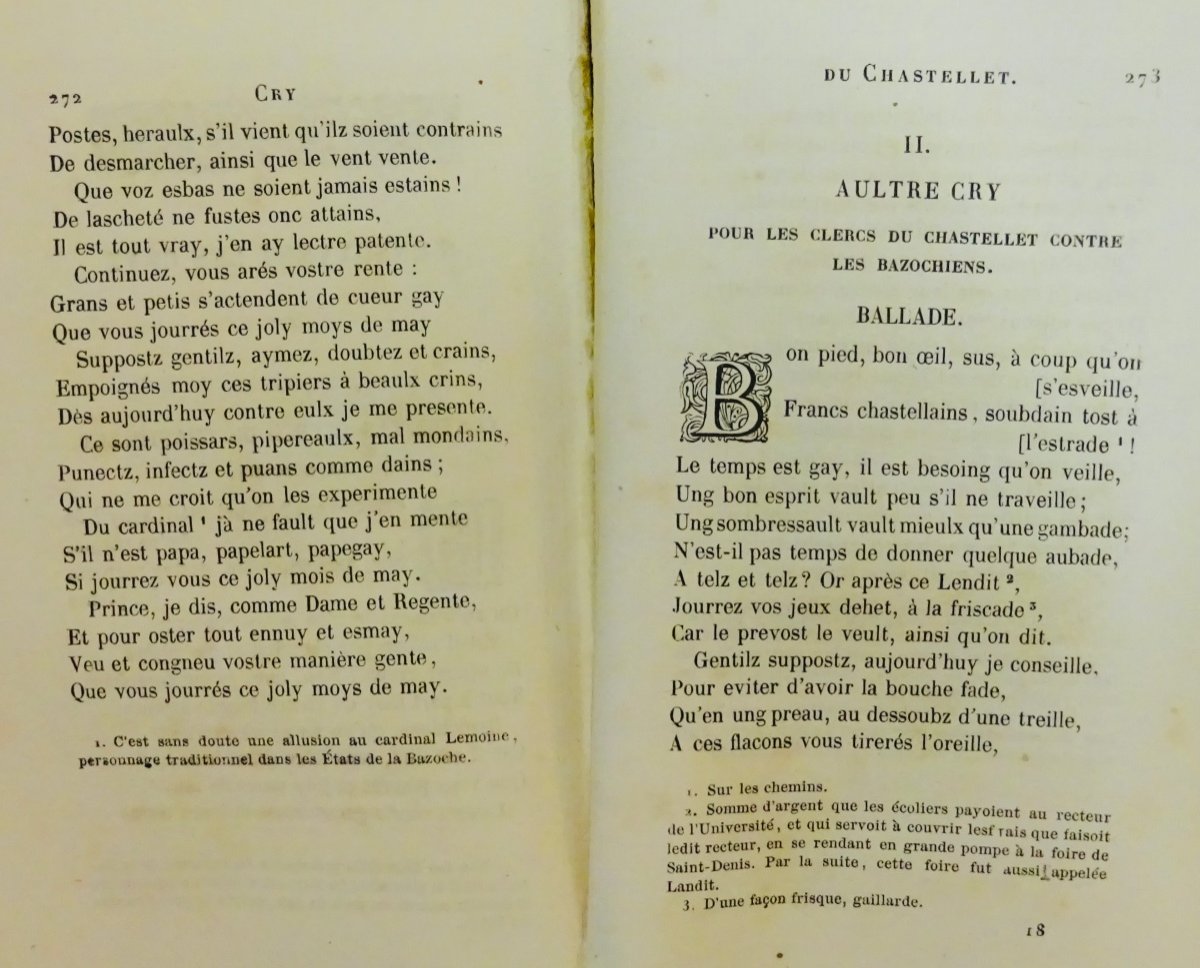 272
CRY
Postes, heraulx, s'il vient qu'ilz soient contrains
De desmarcher, ainsi que le vent vente.
Que voz esbas ne soient jamais estains !
De lascheté ne fustes onc attains,
Il est tout vray, j'en ay lectre patente.
Continuez, vous arés vostre rente :
Grans et petis s'actendent de cueur gay
Que vous jourrés ce joly moys de may
Suppostz gentilz, aymez, doubtez et crains,
Empoignés moy ces tripiers à beaulx crins,
Dès aujourd'huy contre eulx je me presente.
Ce sont poissars, pipereaulx, mal mondains,
Punectz, infectz et puans comme dains ;
Qui ne me croit qu'on les experimente
Du cardinal ¹ jà ne fault que j'en mente
S'il n'est papa, papelart, papegay,
Si jourrez vous ce joly mois de may.
Prince, je dis, comme Dame et Regente,
Et pour oster tout ennuy et esmay,
Veu et congneu vostre manière gente,
Que vous jourrés ce joly moys de may.
1. C'est sans doute une allusion au cardinal Lemoine,
personnage traditionnel dans les États de la Bazoche.
DU CHASTELLET.
273
II.
AULTRE CRY
POUR LES CLERCS DU CHASTELLET CONTRE
LES BAZOCHIENS.
BALLADE.
Bon pied, bon œil, sus, à coup qu'on
[s'esveille,
Francs chastellains, soubdain tost à
[l'estrade ¹ !
Le temps est gay, il est besoing qu'on veille,
Ung bon esprit vault peu s'il ne traveille ;
Ung sombressault vault mieulx qu'une gambade;
N'est-il pas temps de donner quelque aubade,
A telz et telz ? Or après ce Lendit ²,
Jourrez vos jeux dehet, à la friscade ³,
Car le prevost le veult, ainsi qu'on dit.
Gentilz suppostz, aujourd'huy je conseille,
Pour eviter d'avoir la bouche fade,
Qu'en ung preau, au dessoubz d'une treille,
A ces flacons vous tirerés l'oreille,
1. Sur les chemins.
2. Somme d'argent que les écoliers payoient au recteur
de l'Université, et qui servoit à couvrir lesf rais que faisoit
ledit recteur, en se rendant en grande pompe à la foire de
Saint-Denis. Par la suite, cette foire fut aussi appelée
Landit.
3. D'une façon frisque, gaillarde.
18